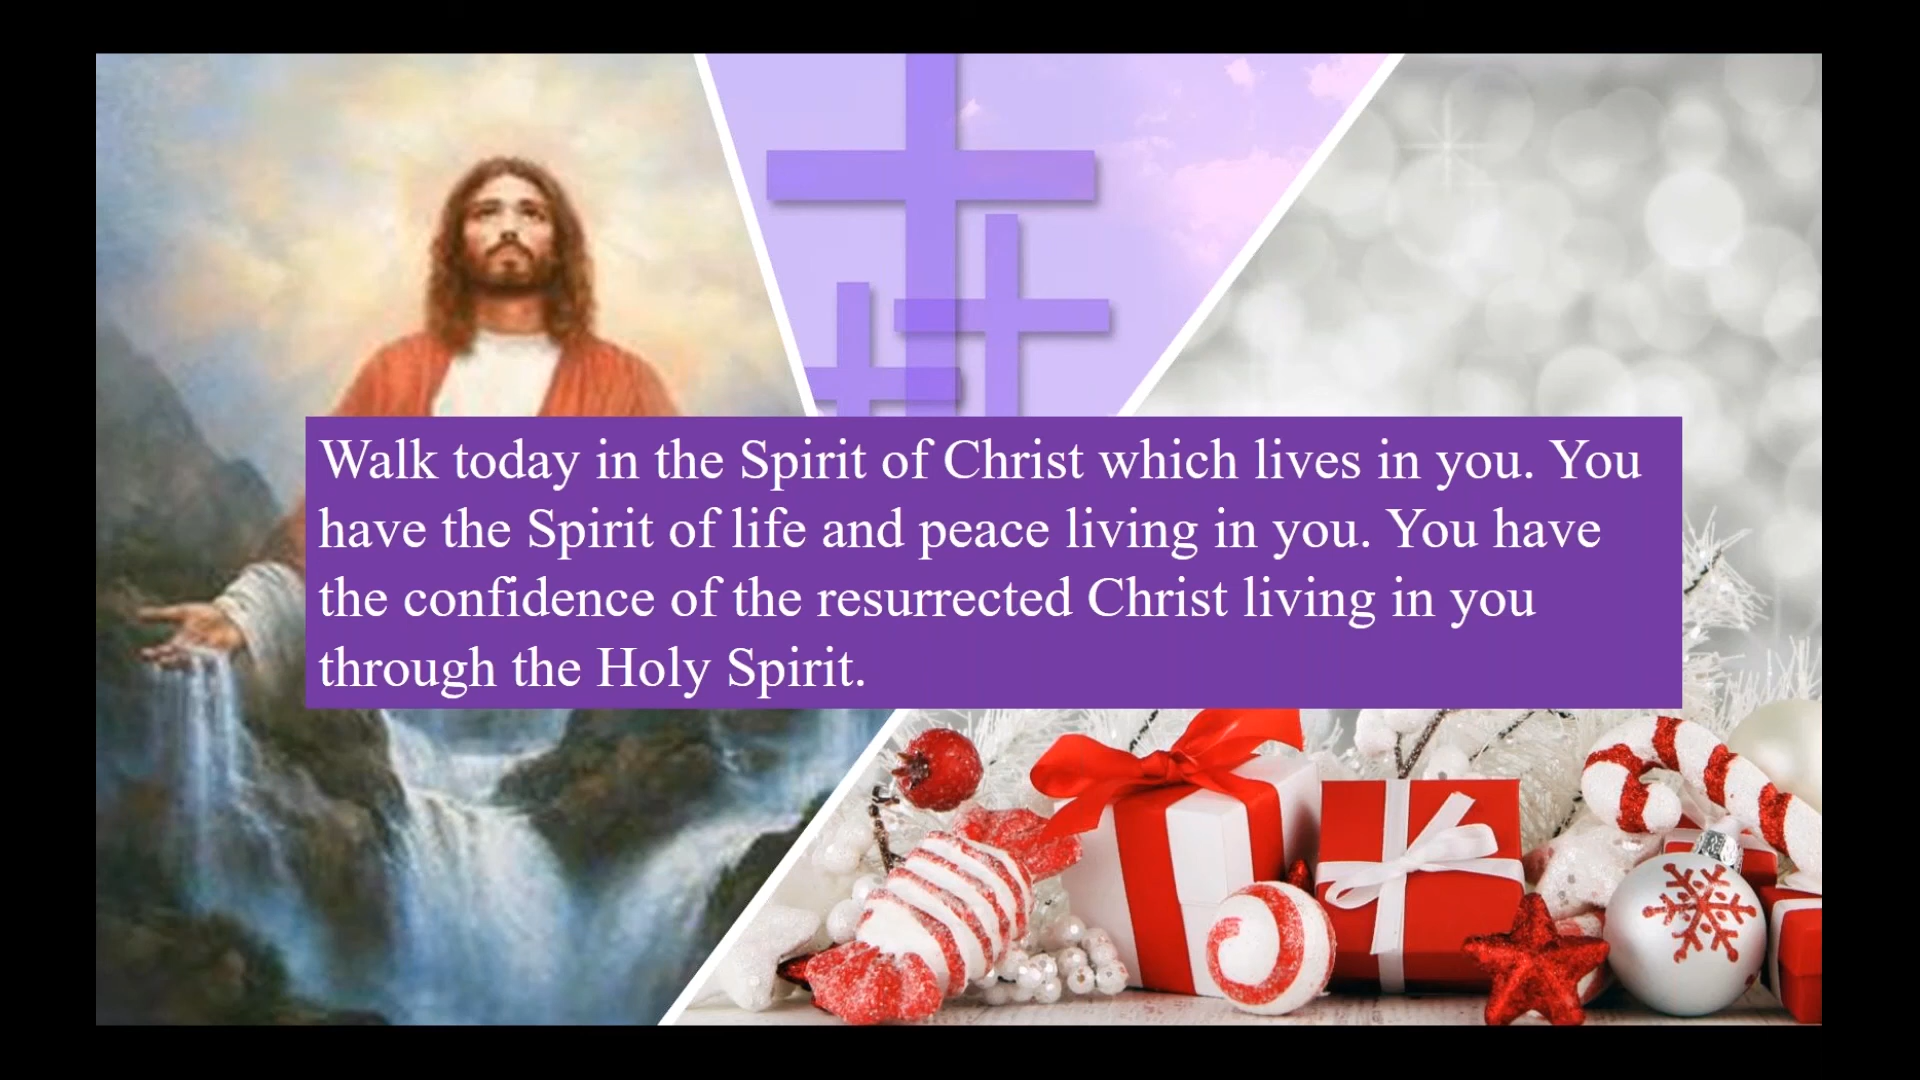 Walk today in the Spirit of Christ which lives in you. You
have the Spirit of life and peace living in you. You have
the confidence of the resurrected Christ living in you
through the Holy Spirit.